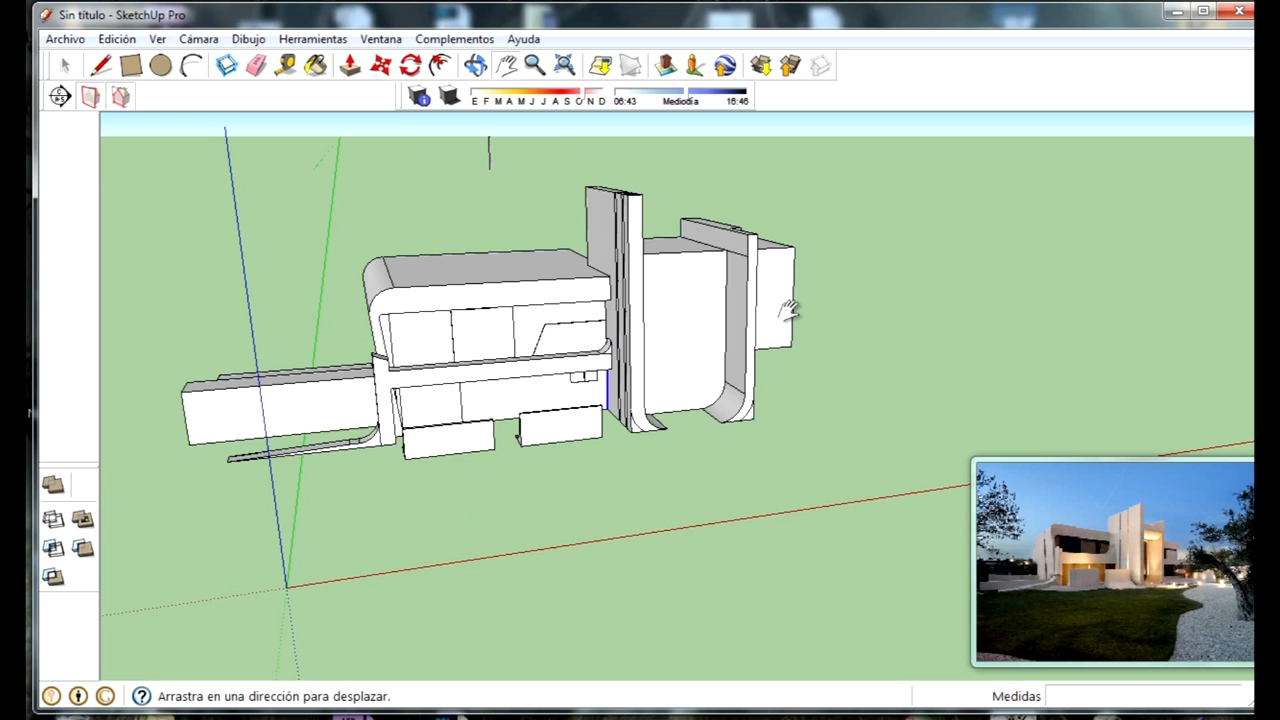 Sin título - SketchUp Pro
Archivo Edición Ver Cámara Dibujo Herramientas Ventana Complementos Ayuda
E F M A M J J A S O N D 06:43 Mediodía 16:46
Arrastra en una dirección para desplazar. Medidas